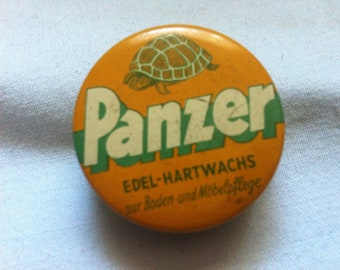 Panzer
EDEL-HARTWACHS
zur Boden- und Möbelpflege